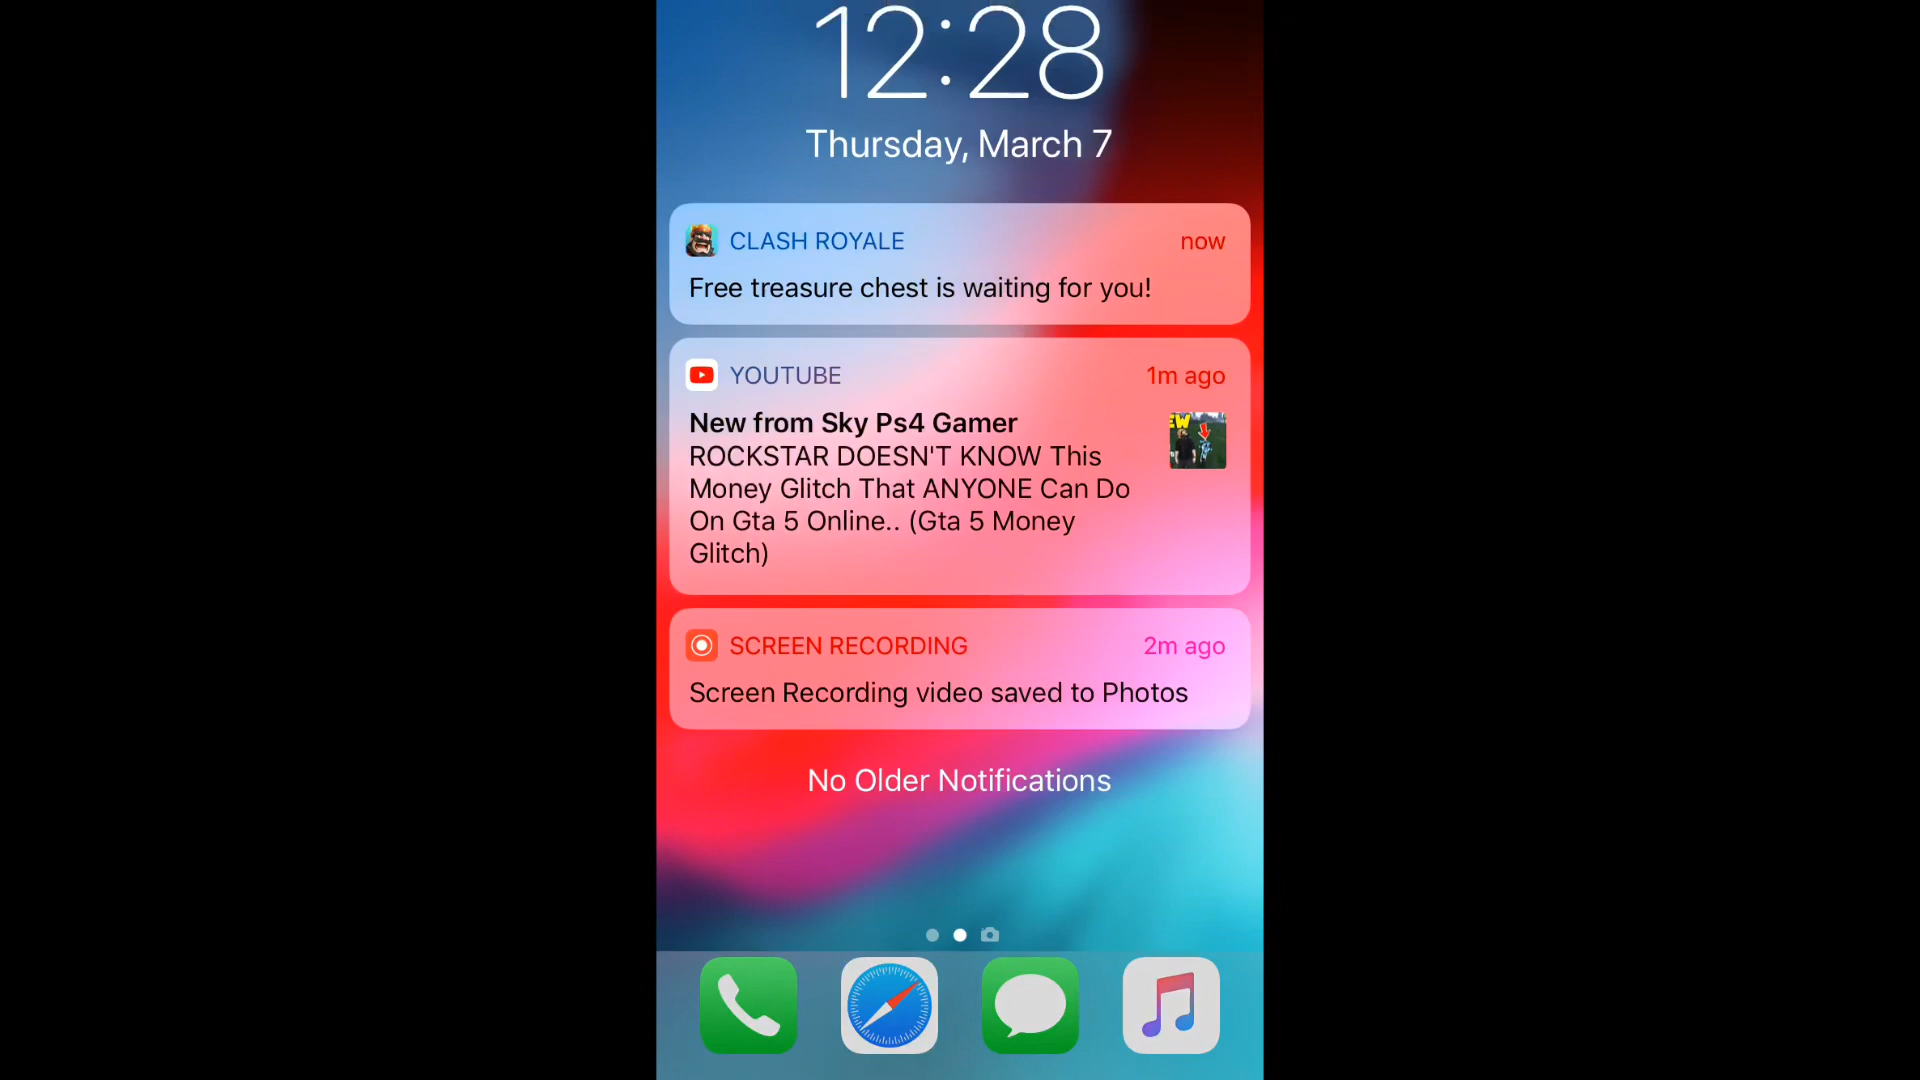 12:28
Thursday, March 7
CLASH ROYALE now
Free treasure chest is waiting for you!
YOUTUBE 1m ago
New from Sky Ps4 Gamer
ROCKSTAR DOESN'T KNOW This
Money Glitch That ANYONE Can Do
On Gta 5 Online.. (Gta 5 Money
Glitch)
EW
SCREEN RECORDING 2m ago
Screen Recording video saved to Photos
No Older Notifications